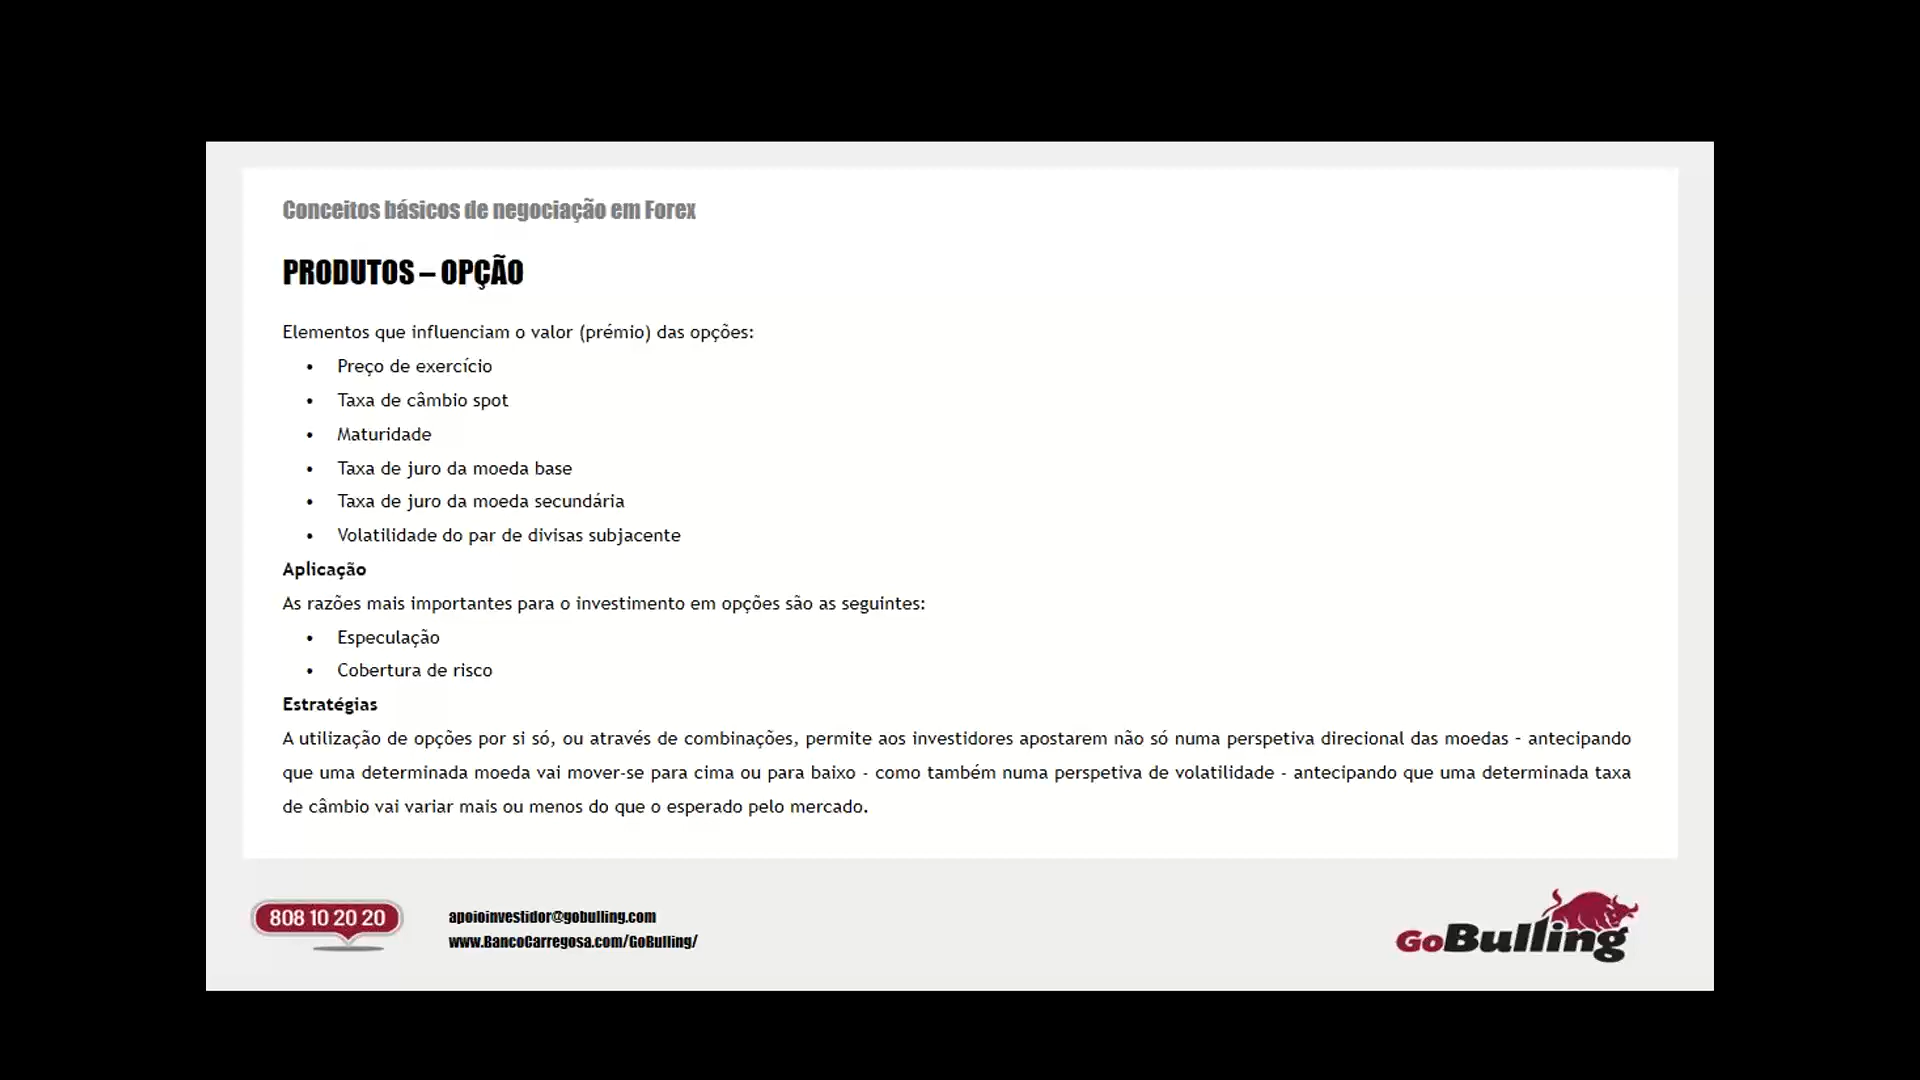 Conceitos básicos de negociação em Forex
PRODUTOS – OPÇÃO
Elementos que influenciam o valor (prémio) das opções:
• Preço de exercício
• Taxa de câmbio spot
• Maturidade
• Taxa de juro da moeda base
• Taxa de juro da moeda secundária
• Volatilidade do par de divisas subjacente
Aplicação
As razões mais importantes para o investimento em opções são as seguintes:
• Especulação
• Cobertura de risco
Estratégias
A utilização de opções por si só, ou através de combinações, permite aos investidores apostarem não só numa perspetiva direcional das moedas – antecipando
que uma determinada moeda vai mover-se para cima ou para baixo - como também numa perspetiva de volatilidade - antecipando que uma determinada taxa
de câmbio vai variar mais ou menos do que o esperado pelo mercado.
808 10 20 20
apoioinvestidor@gobulling.com
www.BancoCarregosa.com/GoBulling/
GoBulling